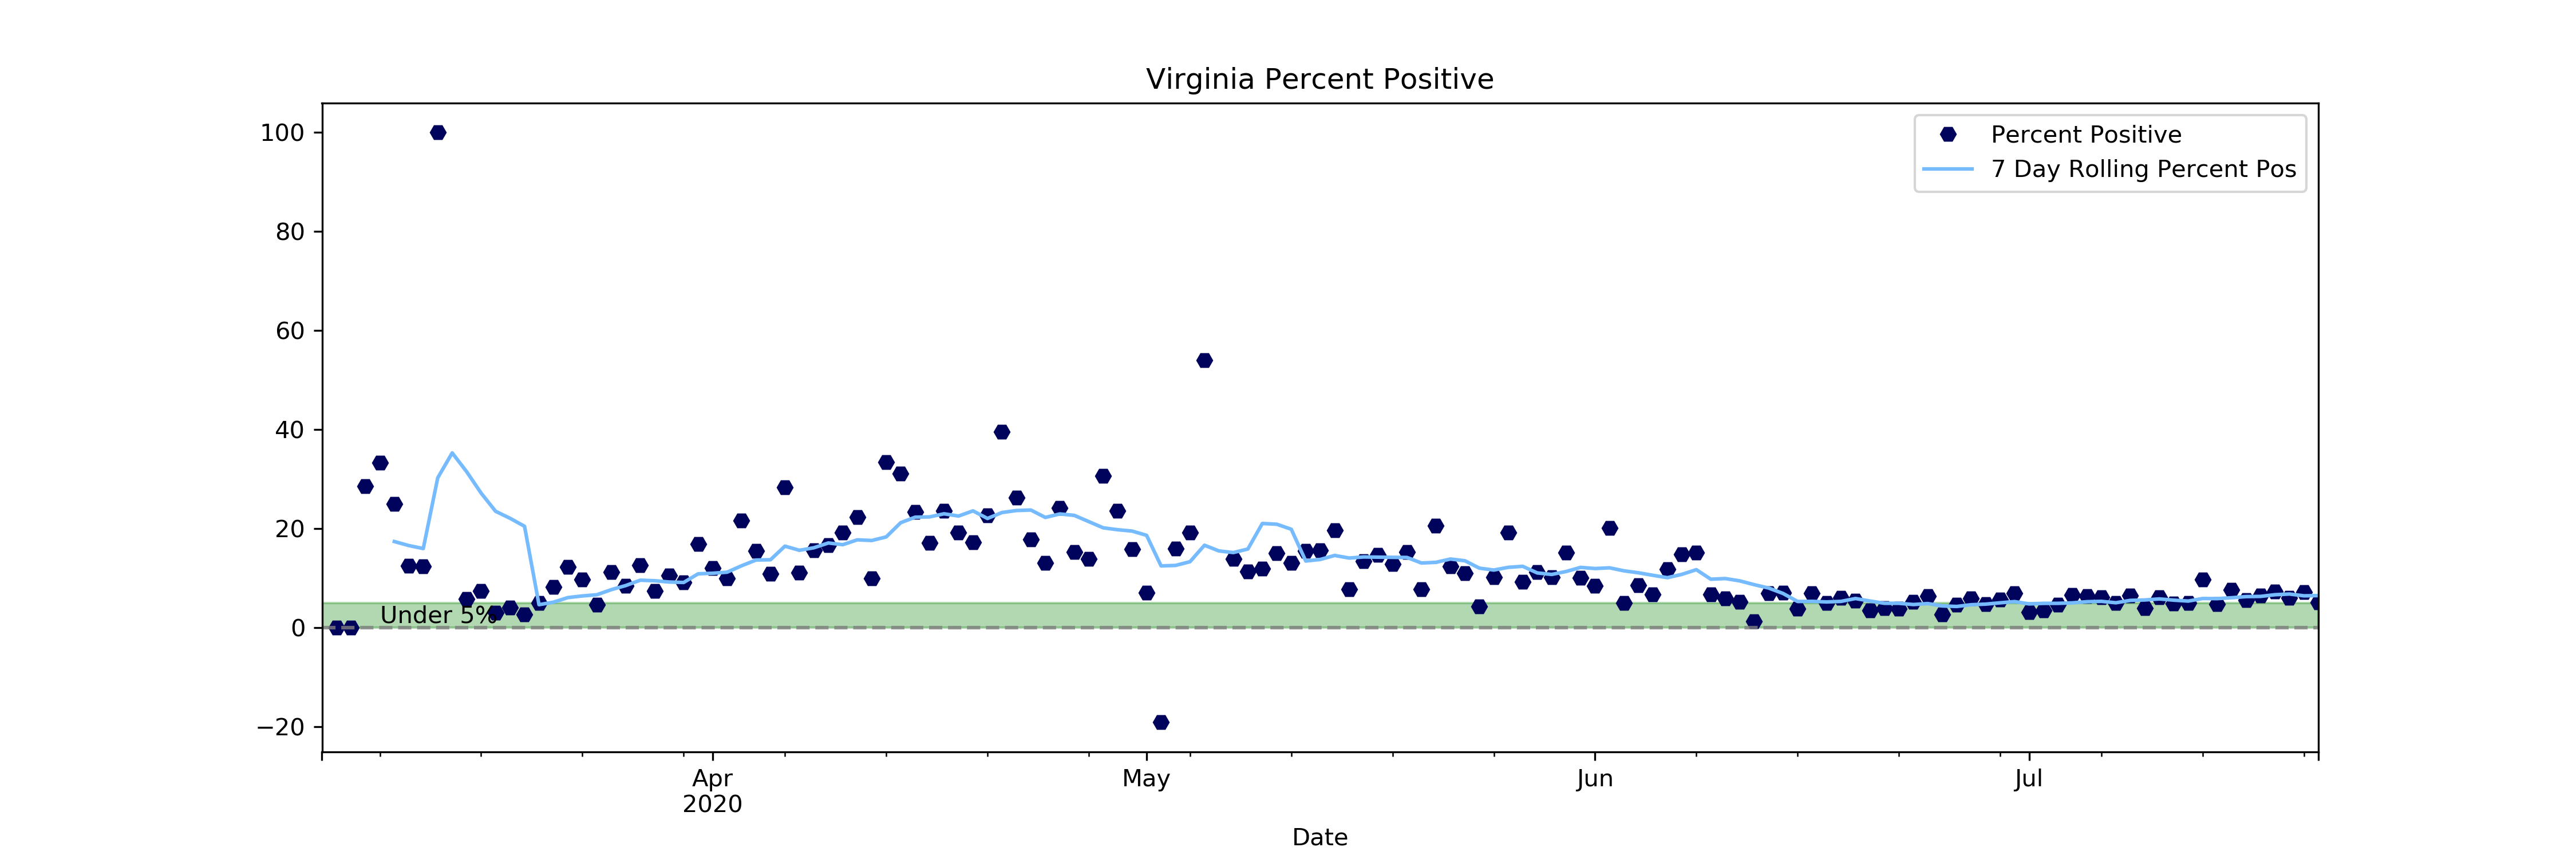 Virginia Percent Positive
100
80
60
40
20
0
−20
Percent Positive
7 Day Rolling Percent Pos
Under 5%
Apr
2020
May
Jun
Jul
Date